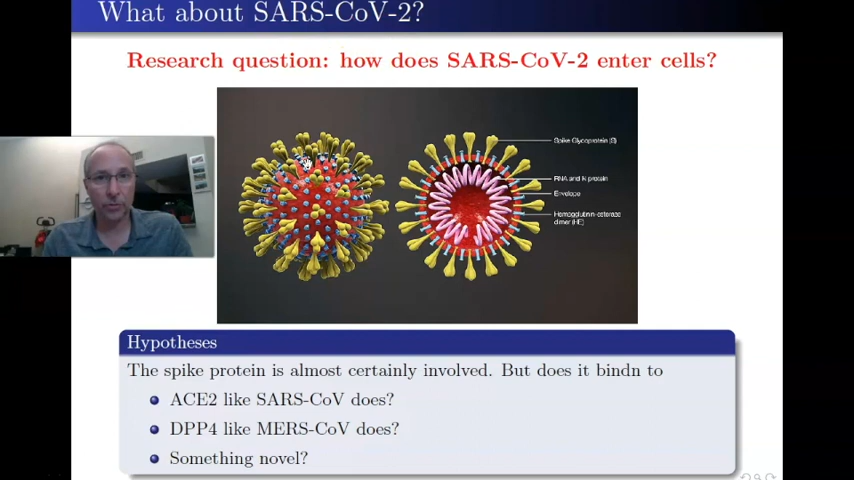 What about SARS-CoV-2?
Research question: how does SARS-CoV-2 enter cells?
Spike Glycoprotein (S)
RNA and N protein
Envelope
Hemoglutinin-esterase
dimer (HE)
Hypotheses
The spike protein is almost certainly involved. But does it bindn to
ACE2 like SARS-CoV does?
DPP4 like MERS-CoV does?
Something novel?